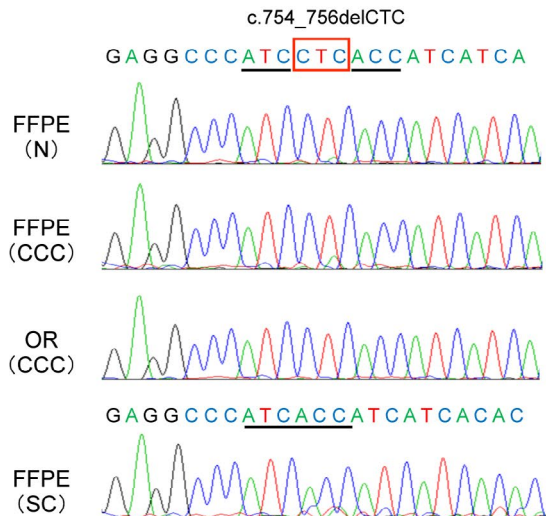 c.754_756delCTC
GAGGCCCATCCTCACCATCATCA
FFPE
(N)
FFPE
(CCC)
OR
(CCC)
GAGGCCCATCACCATCATCACAC
FFPE
(SC)